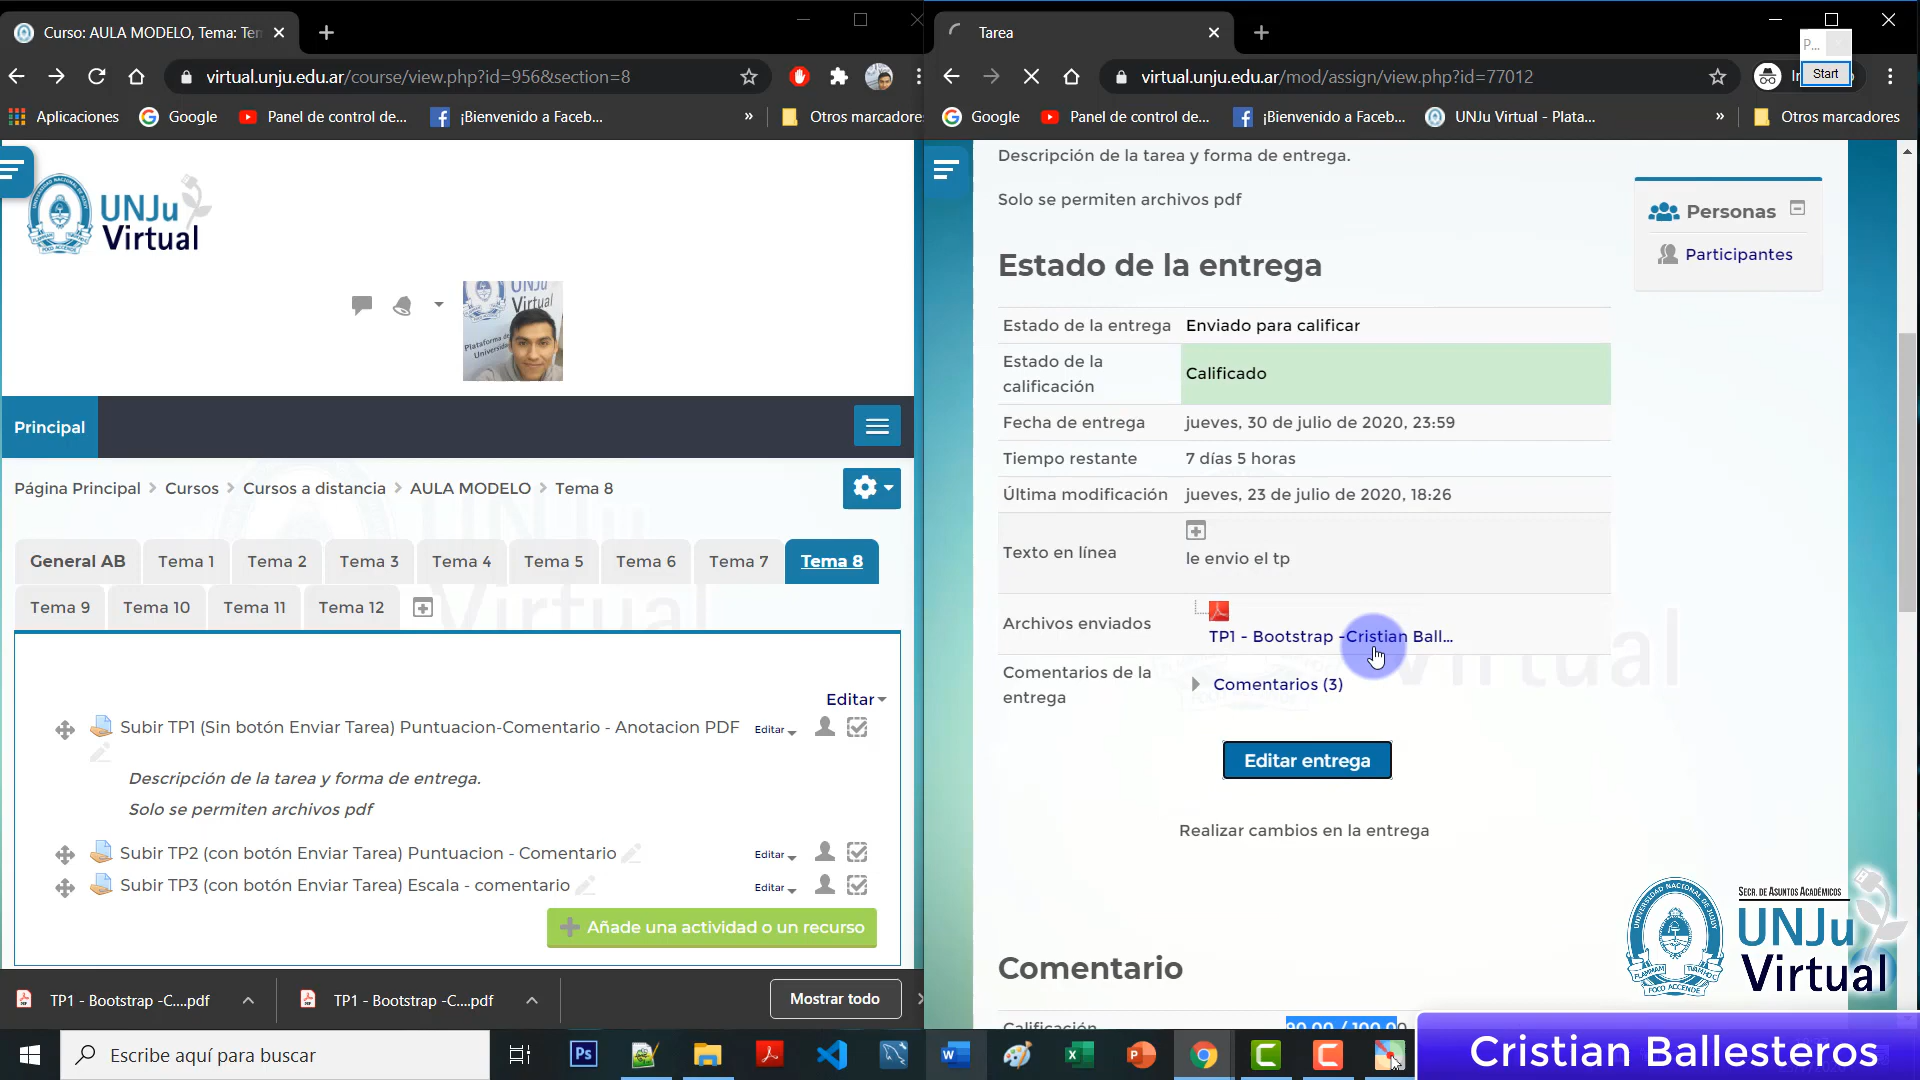 Curso: AULA MODELO, Tema: Te
virtual.unju.edu.ar/course/view.php?id=956&section=8
Aplicaciones
Google
Panel de control de...
¡Bienvenido a Faceb...
»
Otros marcadores
UNJu
Virtual
UNJu
Virtual
Principal
Página Principal
Cursos
Cursos a distancia
AULA MODELO
Tema 8
General AB
Tema 1
Tema 2
Tema 3
Tema 4
Tema 5
Tema 6
Tema 7
Tema 8
Tema 9
Tema 10
Tema 11
Tema 12
Editar
Subir TP1 (Sin botón Enviar Tarea) Puntuacion-Comentario - Anotacion PDF
Editar
Descripción de la tarea y forma de entrega.
Solo se permiten archivos pdf
Subir TP2 (con botón Enviar Tarea) Puntuacion - Comentario
Editar
Subir TP3 (con botón Enviar Tarea) Escala - comentario
Editar
Añade una actividad o un recurso
TP1 - Bootstrap -C....pdf
TP1 - Bootstrap -C....pdf
Mostrar todo
Tarea
P...
Start
virtual.unju.edu.ar/mod/assign/view.php?id=77012
Google
Panel de control de...
¡Bienvenido a Faceb...
UNJu Virtual - Plata...
»
Otros marcadores
Descripción de la tarea y forma de entrega.
Solo se permiten archivos pdf
Personas
Participantes
Estado de la entrega
Estado de la entrega
Enviado para calificar
Estado de la calificación
Calificado
Fecha de entrega
jueves, 30 de julio de 2020, 23:59
Tiempo restante
7 días 5 horas
Última modificación
jueves, 23 de julio de 2020, 18:26
Texto en línea
le envio el tp
Archivos enviados
TP1 - Bootstrap -Cristian Ball...
Comentarios de la entrega
Comentarios (3)
Editar entrega
Realizar cambios en la entrega
Comentario
Calificación
90,00 / 100,00
Secr. de Asuntos Académicos
UNJu
Virtual
Escribe aquí para buscar
Cristian Ballesteros